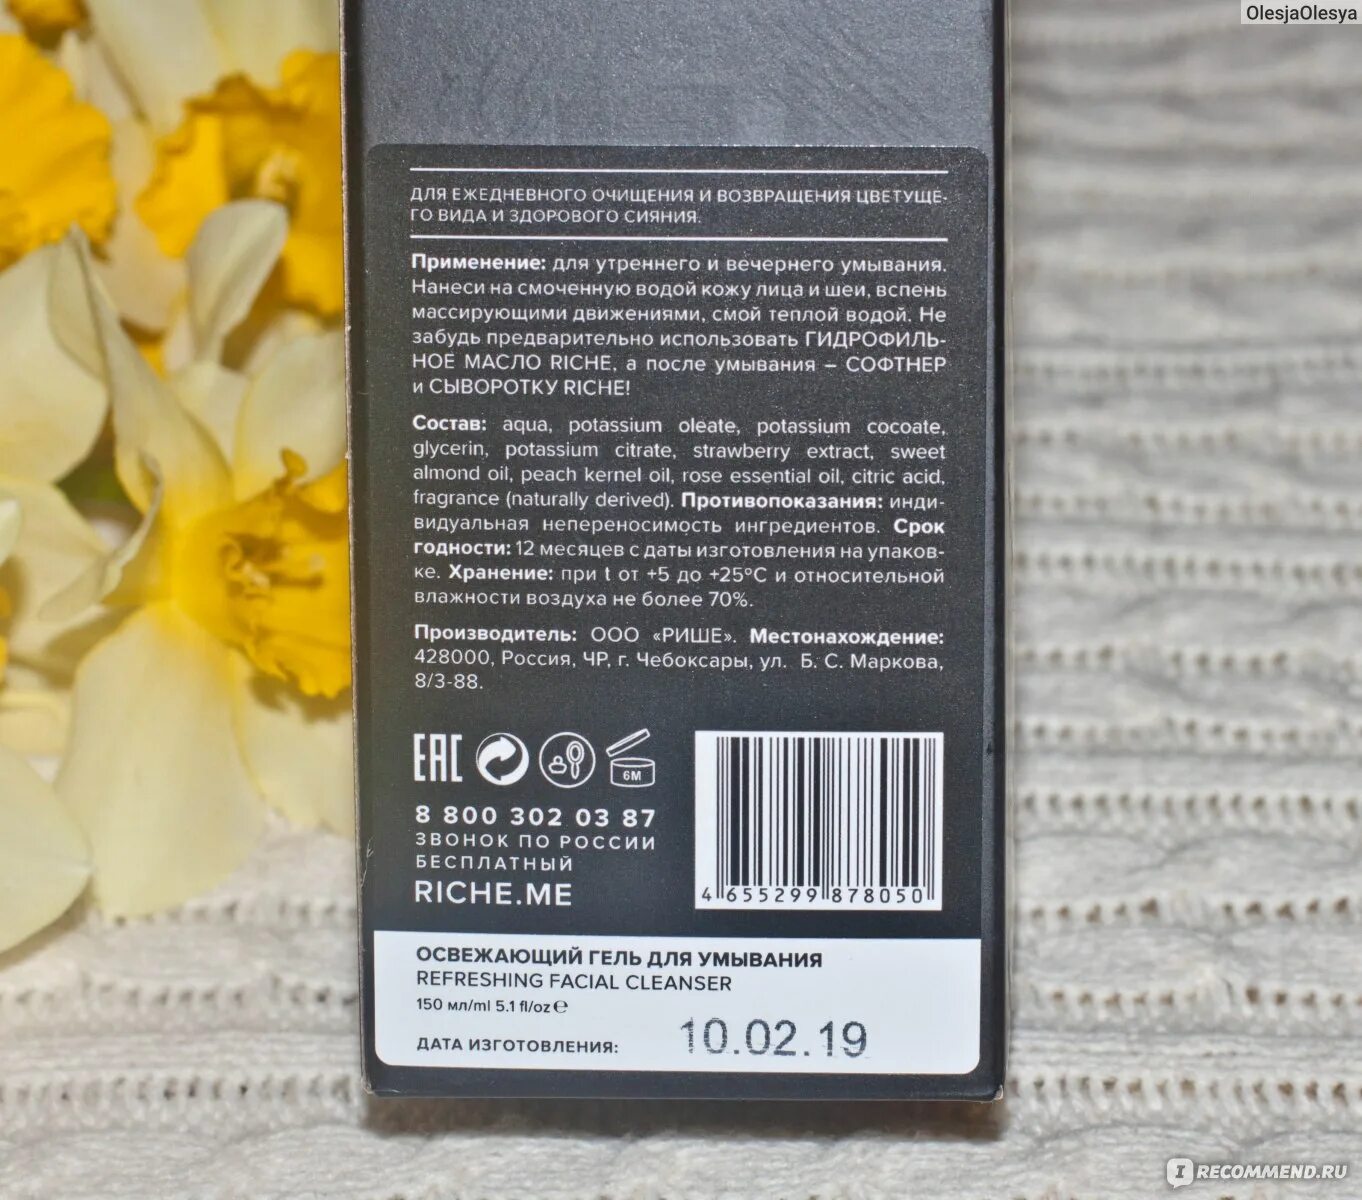 OlesjaOlesya
ДЛЯ ЕЖЕДНЕВНОГО ОЧИЩЕНИЯ И ВОЗВРАЩЕНИЯ ЦВЕТУЩЕ-
ГО ВИДА И ЗДОРОВОГО СИЯНИЯ.
Применение: для утреннего и вечернего умывания.
Нанеси на смоченную водой кожу лица и шеи, вспень
массирующими движениями, смой теплой водой. Не
забудь предварительно использовать ГИДРОФИЛЬ-
НОЕ МАСЛО RICHE, а после умывания – СОФТНЕР
и СЫВОРОТКУ RICHE!
Состав: aqua, potassium oleate, potassium cocoate,
glycerin, potassium citrate, strawberry extract, sweet
almond oil, peach kernel oil, rose essential oil, citric acid,
fragrance (naturally derived). Противопоказания: инди-
видуальная непереносимость ингредиентов. Срок
годности: 12 месяцев с даты изготовления на упаков-
ке. Хранение: при t от +5 до +25°C и относительной
влажности воздуха не более 70%.
Производитель: ООО «РИШЕ». Местонахождение:
428000, Россия, ЧР, г. Чебоксары, ул. Б. С. Маркова,
8/3-88.
EAC
6M
8 800 302 03 87
ЗВОНОК ПО РОССИИ
БЕСПЛАТНЫЙ
RICHE.ME
4 655299 878050
ОСВЕЖАЮЩИЙ ГЕЛЬ ДЛЯ УМЫВАНИЯ
REFRESHING FACIAL CLEANSER
150 мл/ml 5.1 fl/oz ℮
ДАТА ИЗГОТОВЛЕНИЯ: 10.02.19
IRECOMMEND.RU